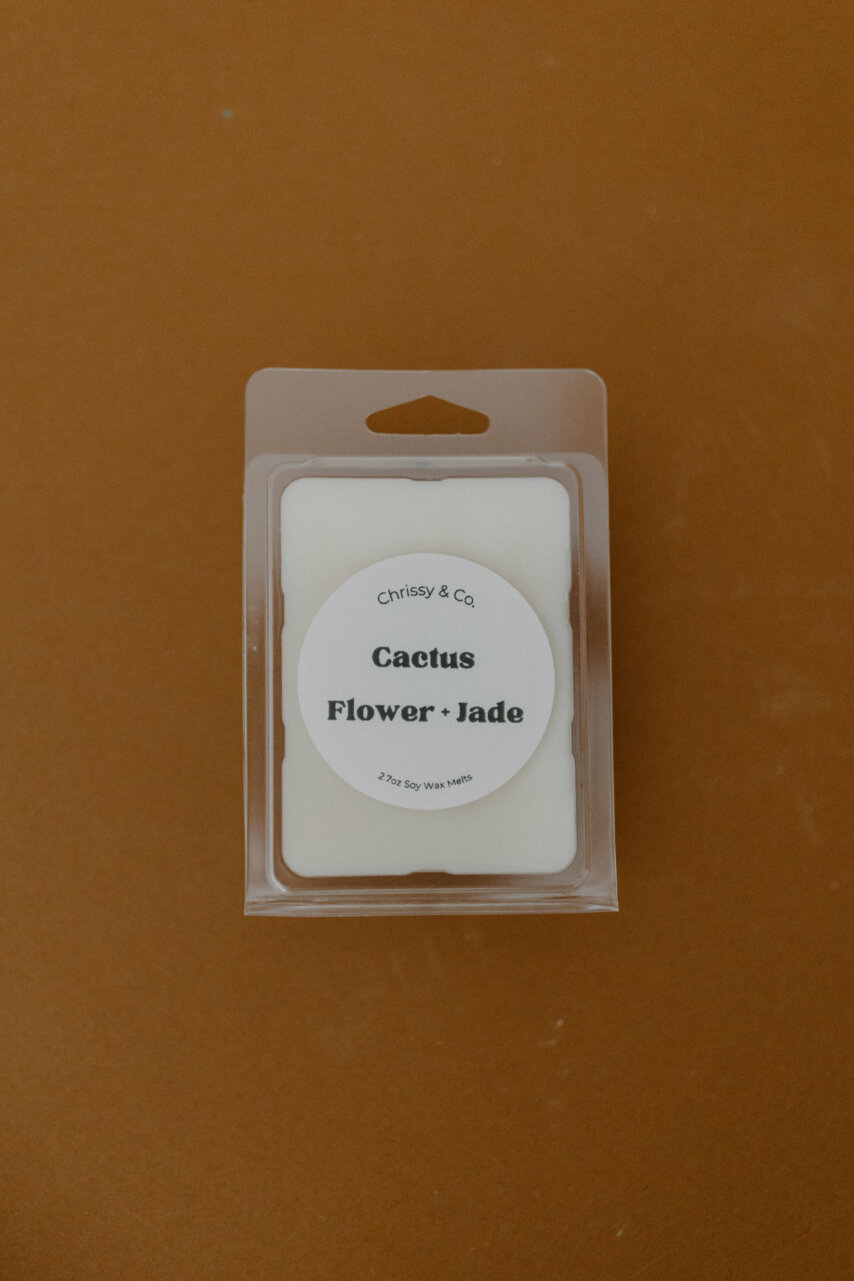 Chrissy & Co.
Cactus
Flower + Jade
2.7oz Soy Wax Melts